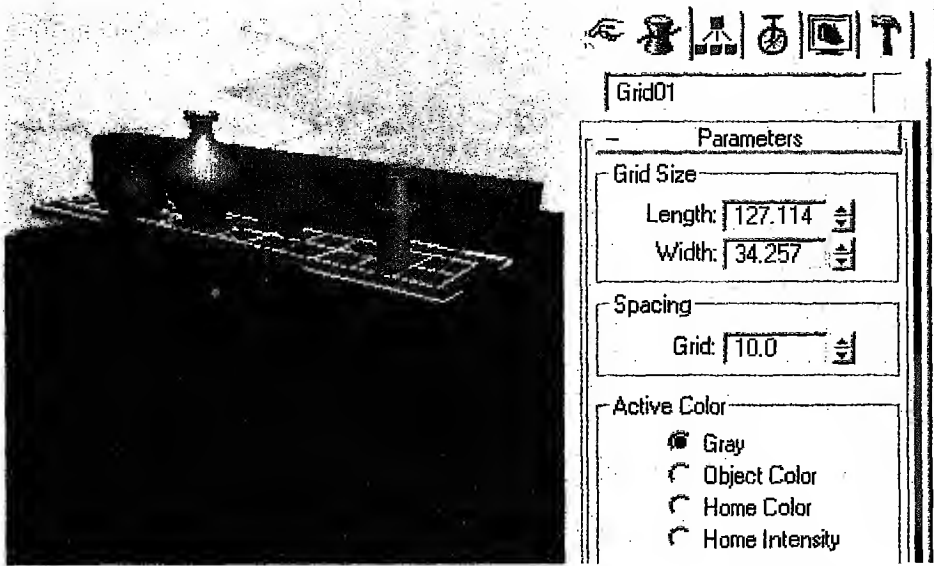 Grid01
Parameters
Grid Size
Length: 127.114
Width: 34.257
Spacing
Grid: 10.0
Active Color
Gray
Object Color
Home Color
Home Intensity